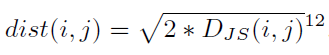 dist(i, j) = √2 * D_JS(i, j)^12